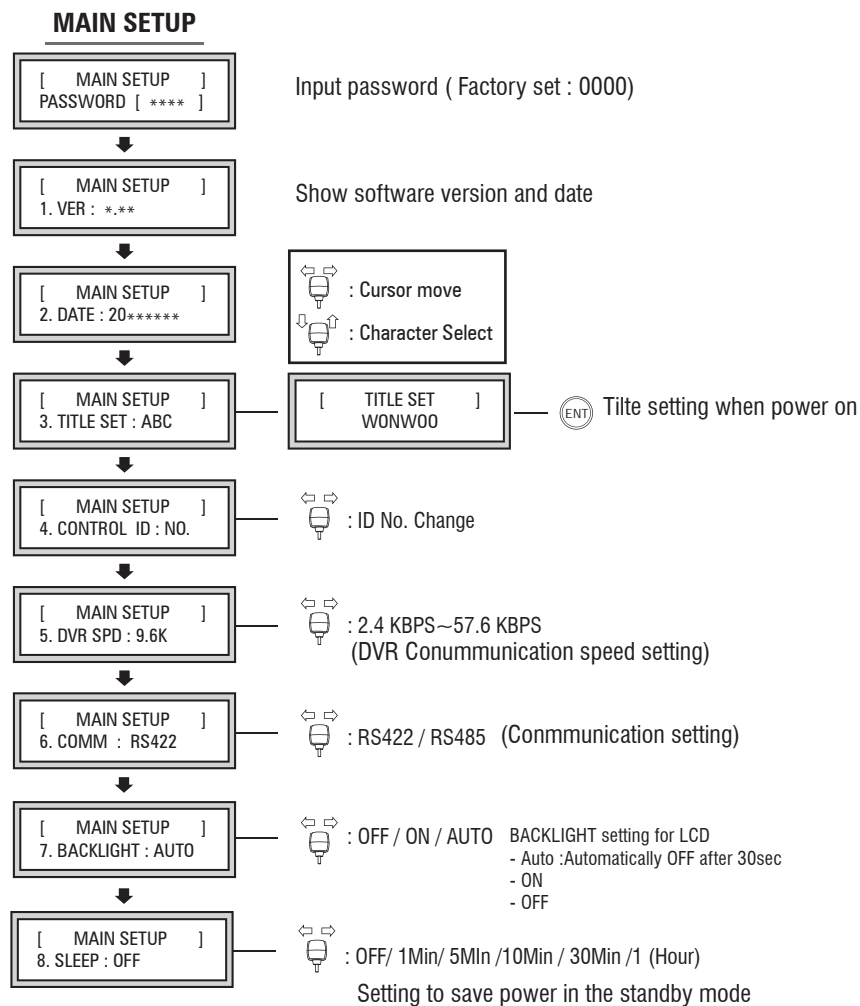 MAIN SETUP
[ MAIN SETUP ]
PASSWORD [ **** ]
Input password ( Factory set : 0000)
[ MAIN SETUP ]
1. VER : *.**
Show software version and date
[ MAIN SETUP ]
2. DATE : 20******
: Cursor move
: Character Select
[ MAIN SETUP ]
3. TITLE SET : ABC
[ TITLE SET ]
WONWOO
ENT Tilte setting when power on
[ MAIN SETUP ]
4. CONTROL ID : NO.
: ID No. Change
[ MAIN SETUP ]
5. DVR SPD : 9.6K
: 2.4 KBPS~57.6 KBPS
(DVR Conummunication speed setting)
[ MAIN SETUP ]
6. COMM : RS422
: RS422 / RS485 (Conmmunication setting)
[ MAIN SETUP ]
7. BACKLIGHT : AUTO
: OFF / ON / AUTO BACKLIGHT setting for LCD
- Auto :Automatically OFF after 30sec
- ON
- OFF
[ MAIN SETUP ]
8. SLEEP : OFF
: OFF/ 1Min/ 5MIn /10Min / 30Min /1 (Hour)
Setting to save power in the standby mode